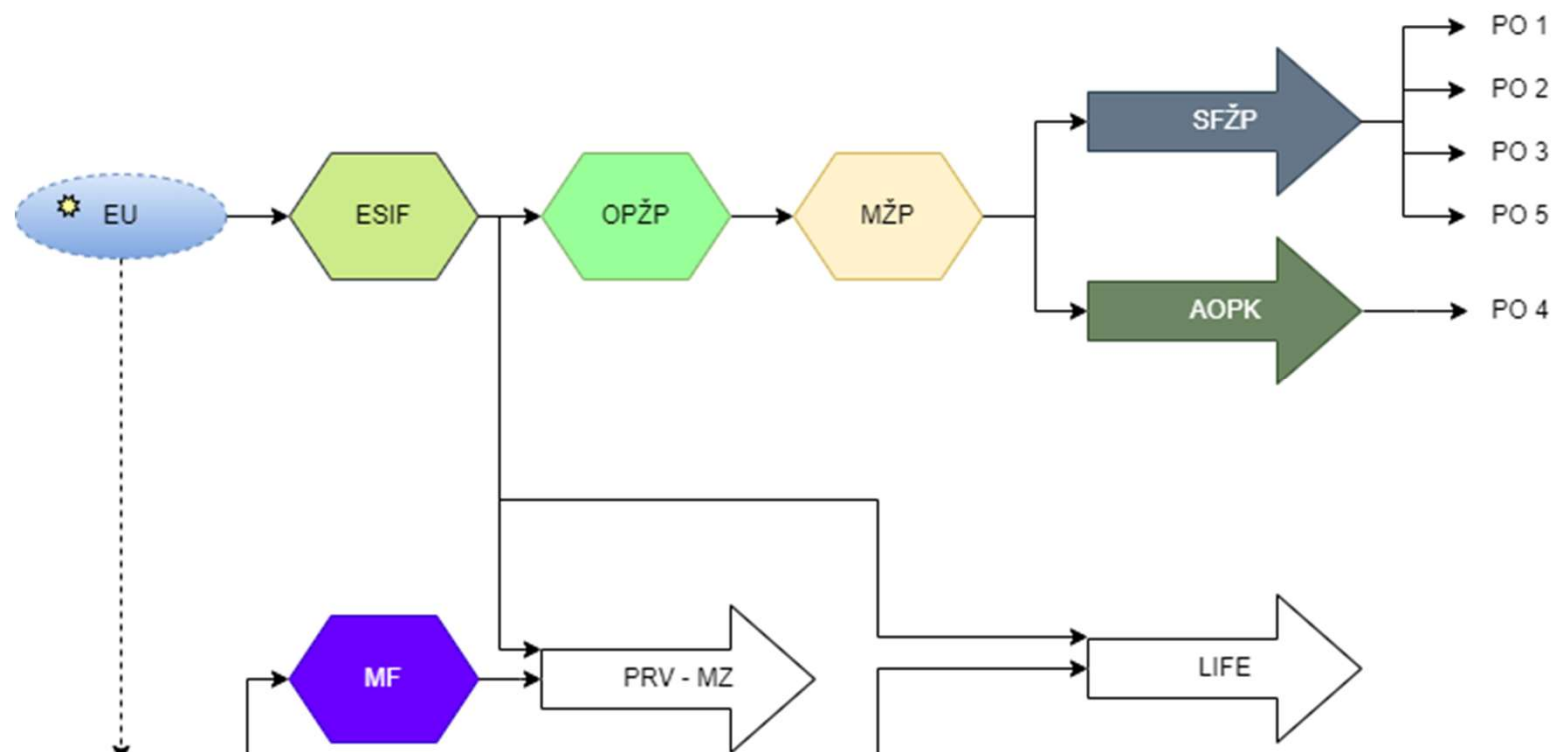 PO 1
PO 2
SFŽP
PO 3
EU
ESIF
OPŽP
MŽP
PO 5
AOPK
PO 4
MF
PRV - MZ
LIFE